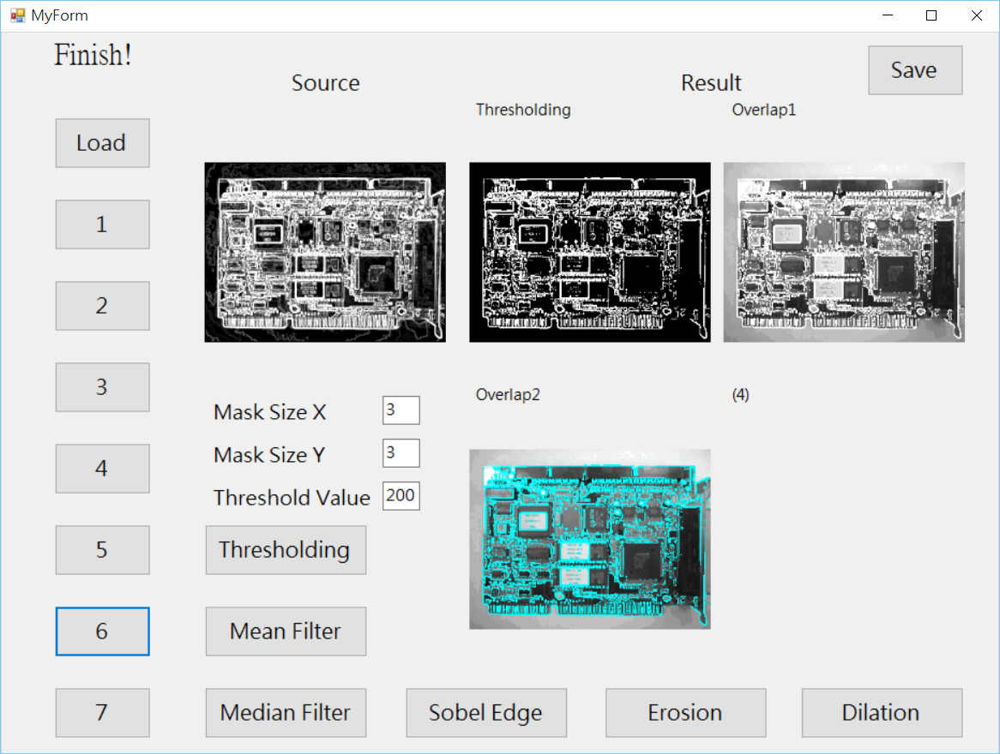 MyForm
Finish!
Source
Result
Save
Thresholding
Overlap1
Load
1
2
3
4
5
6
7
Overlap2
(4)
Mask Size X
3
Mask Size Y
3
Threshold Value
200
Thresholding
Mean Filter
Median Filter
Sobel Edge
Erosion
Dilation